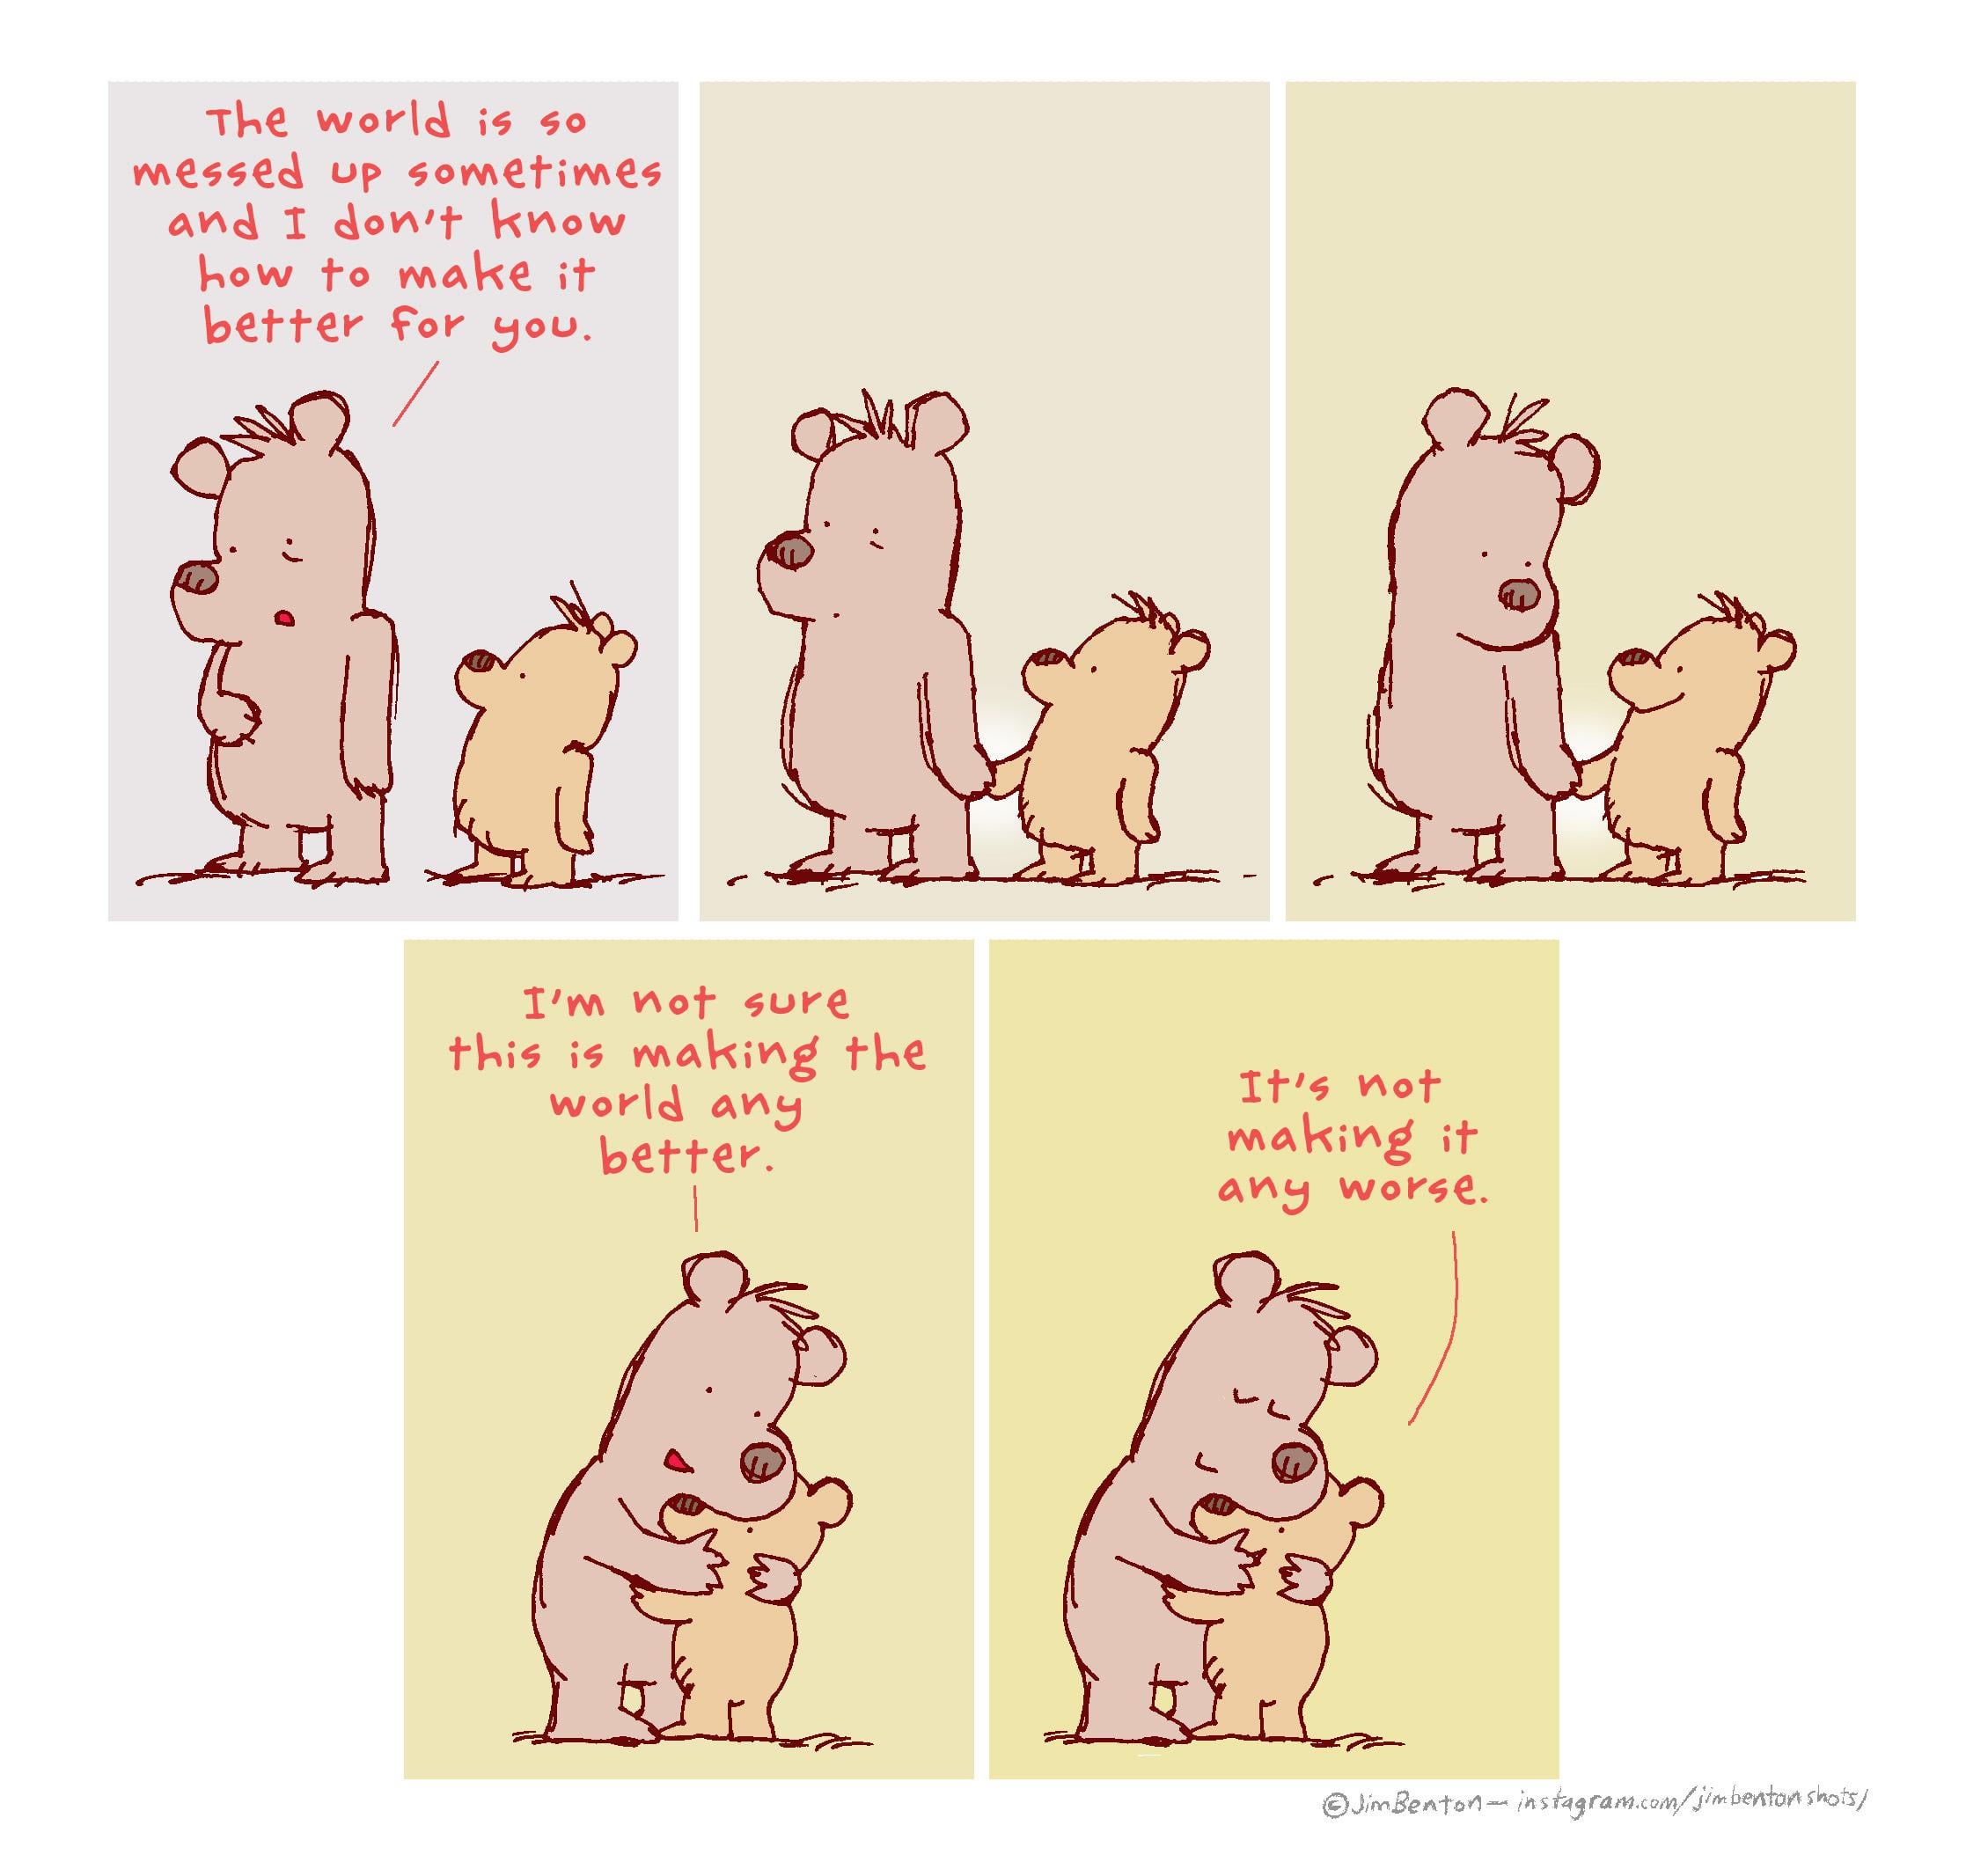 The world is so
messed up sometimes
and I don't know
how to make it
better for you.
I'm not sure
this is making the
world any
better.
It's not
making it
any worse.
©JimBenton—instagram.com/jimbentonshots/